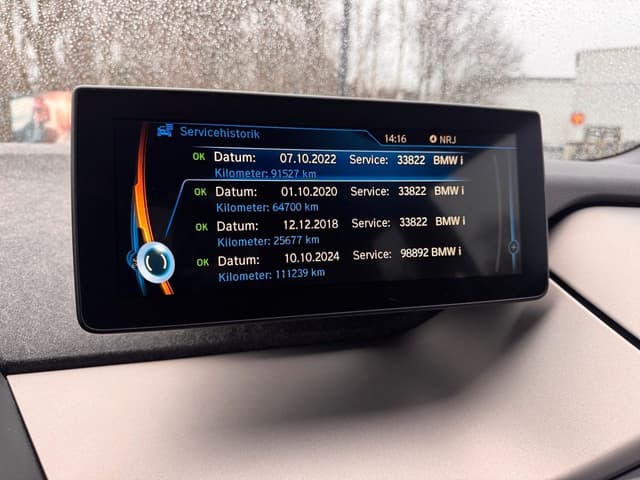 Servicehistorik 14:16 NRJ
OK Datum: 07.10.2022 Service: 33822 BMW i
Kilometer: 91527 km
OK Datum: 01.10.2020 Service: 33822 BMW i
Kilometer: 64700 km
OK Datum: 12.12.2018 Service: 33822 BMW i
Kilometer: 25677 km
OK Datum: 10.10.2024 Service: 98892 BMW i
Kilometer: 111239 km